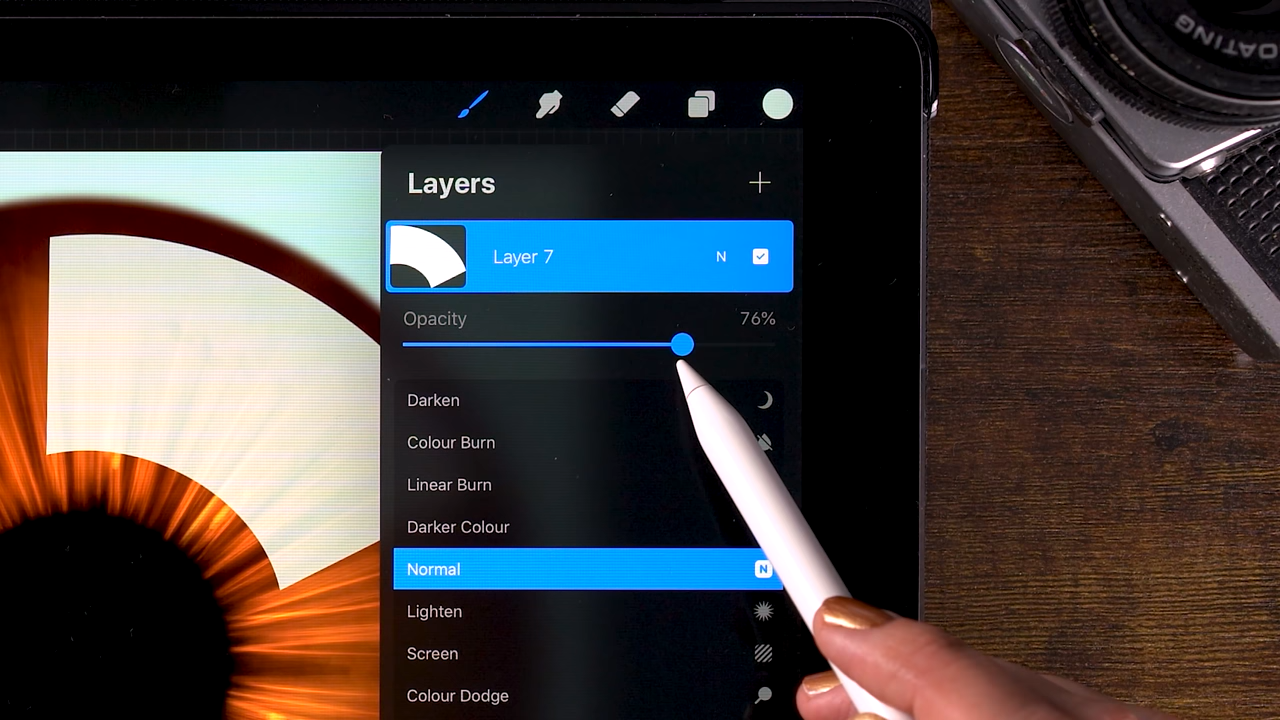 OATING
Layers
Layer 7 N
Opacity 76%
Darken
Colour Burn
Linear Burn
Darker Colour
Normal N
Lighten
Screen
Colour Dodge